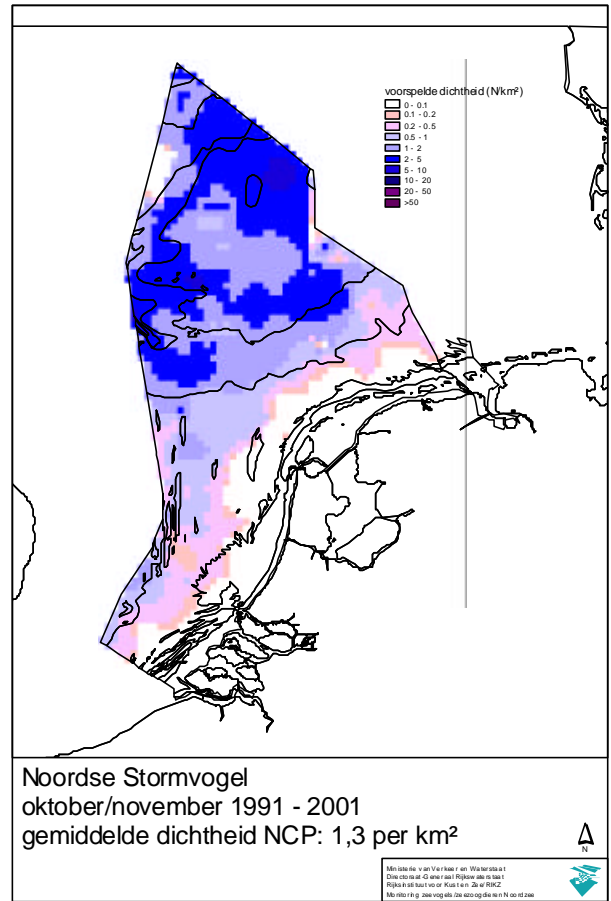 voorspelde dichtheid (N/km²)
0 - 0.1
0.1 - 0.2
0.2 - 0.5
0.5 - 1
1 - 2
2 - 5
5 - 10
10 - 20
20 - 50
>50
Noordse Stormvogel
oktober/november 1991 - 2001
gemiddelde dichtheid NCP: 1,3 per km²
N
Ministerie van Verkeer en Waterstaat
Directoraat-Generaal Rijkswaterstaat
Rijksinstituut voor Kust en Zee/RIKZ
Monitoring zeevogels/zeezoogdieren Noordzee